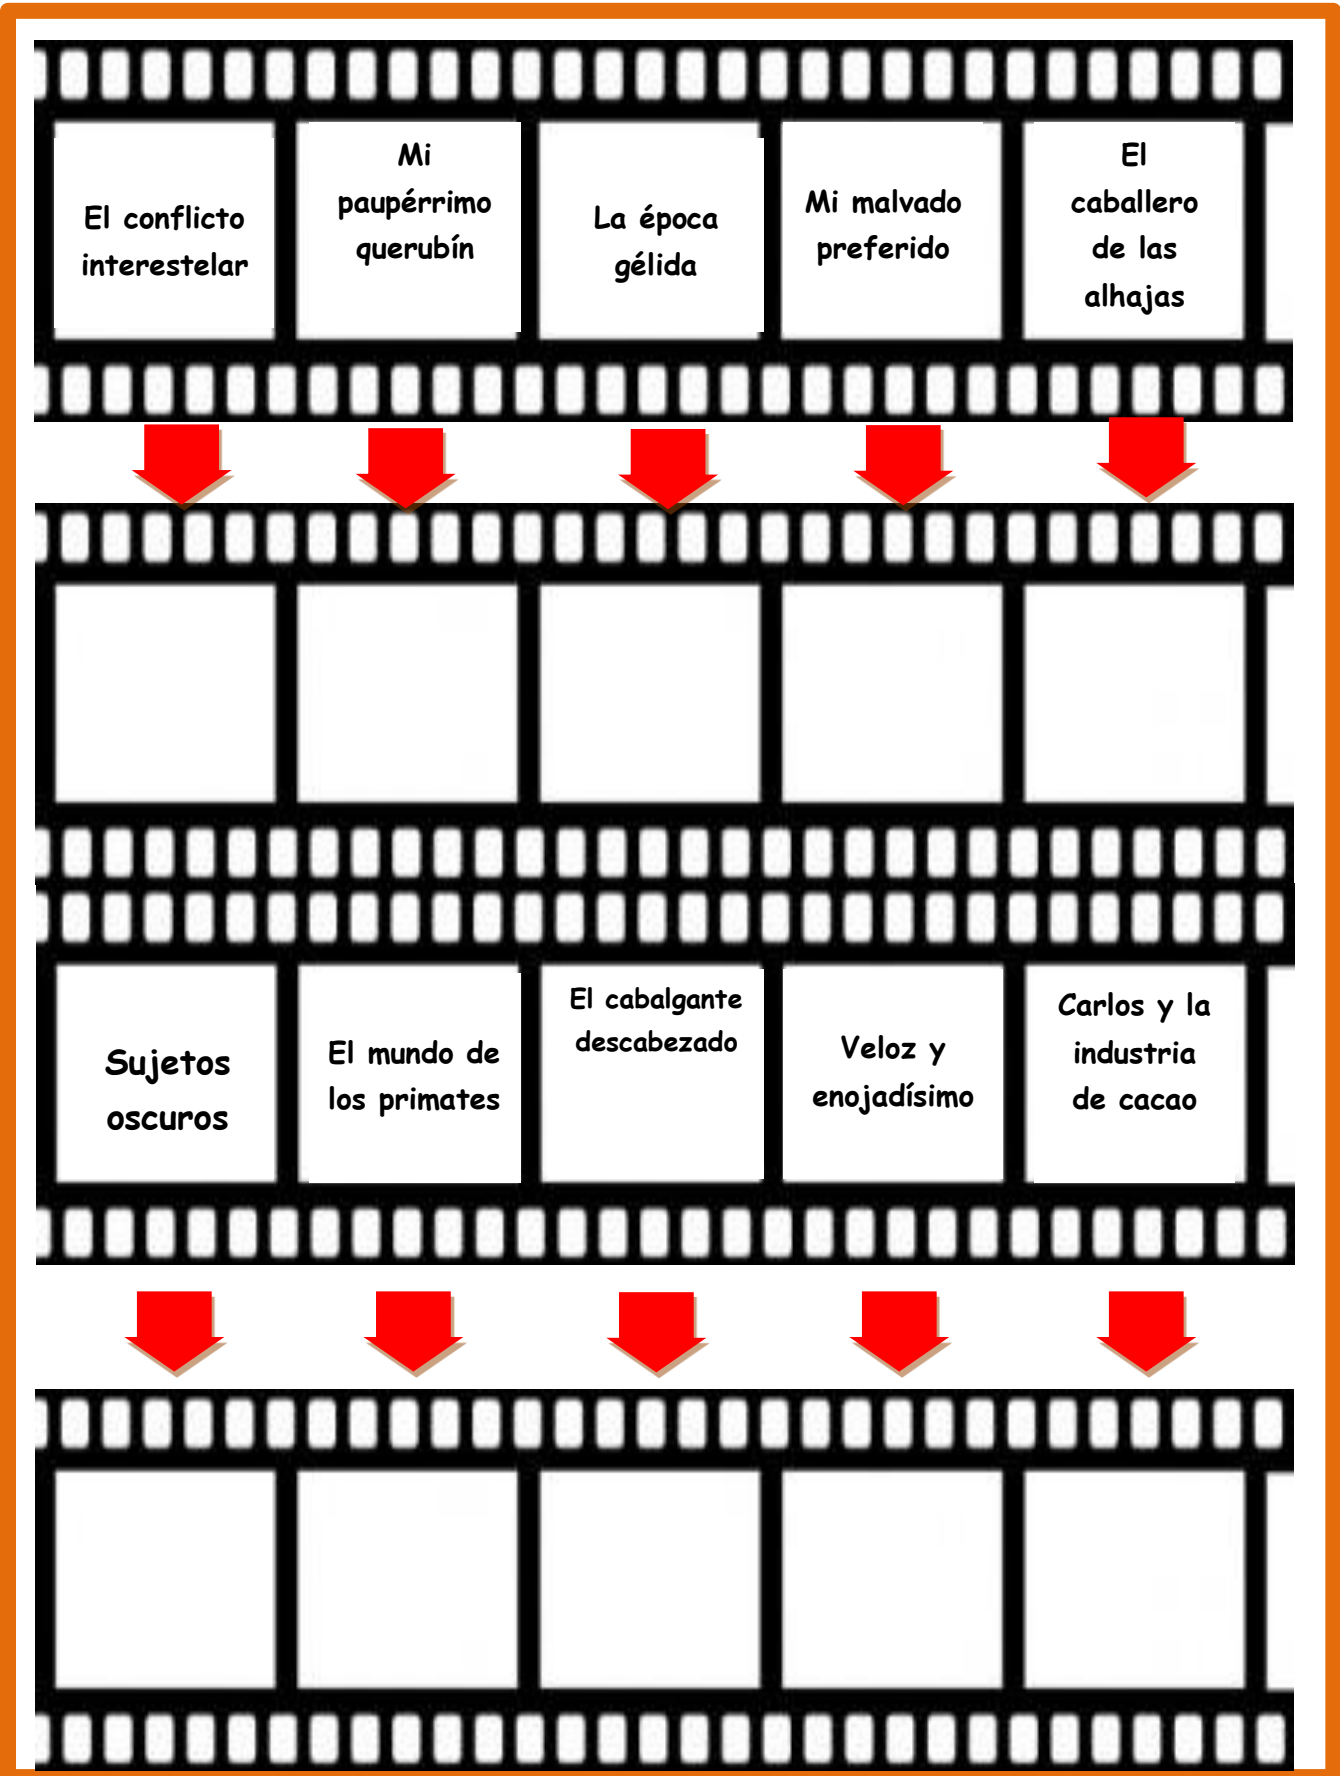 El conflicto
interestelar
Mi
paupérrimo
querubín
La época
gélida
Mi malvado
preferido
El
caballero
de las
alhajas
Sujetos
oscuros
El mundo de
los primates
El cabalgante
descabezado
Veloz y
enojadísimo
Carlos y la
industria
de cacao